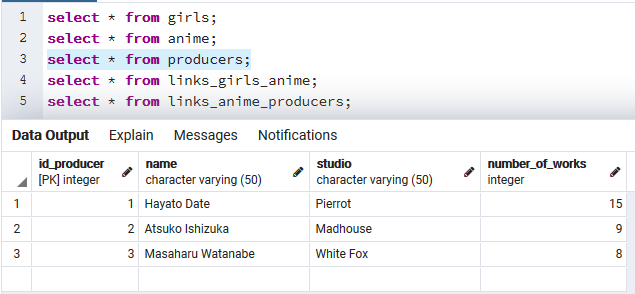 1 select * from girls;
2 select * from anime;
3 select * from producers;
4 select * from links_girls_anime;
5 select * from links_anime_producers;
Data Output Explain Messages Notifications
id_producer name studio number_of_works
[PK] integer character varying (50) character varying (50) integer
1 1 Hayato Date Pierrot 15
2 2 Atsuko Ishizuka Madhouse 9
3 3 Masaharu Watanabe White Fox 8